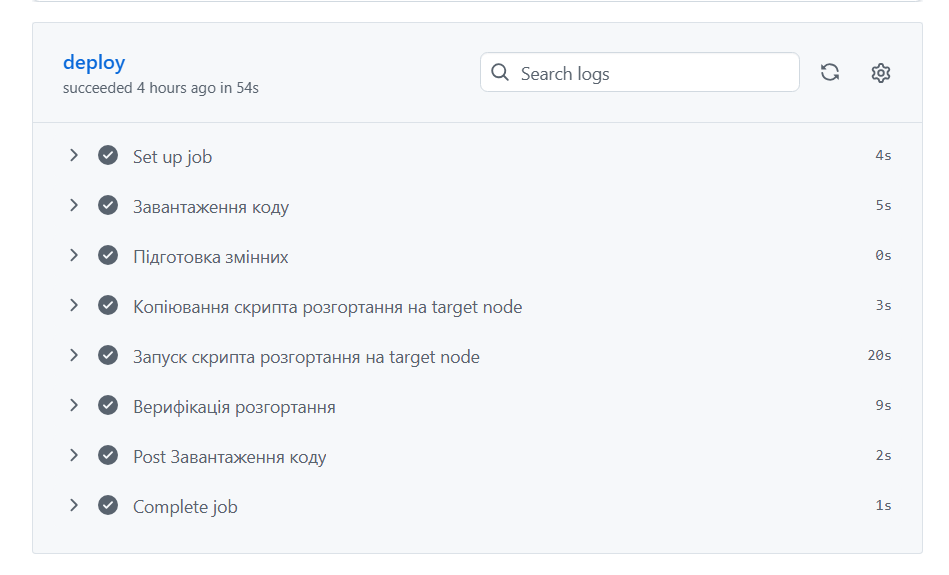 deploy
succeeded 4 hours ago in 54s
Search logs
Set up job 4s
Завантаження коду 5s
Підготовка змінних 0s
Копіювання скрипта розгортання на target node 3s
Запуск скрипта розгортання на target node 20s
Верифікація розгортання 9s
Post Завантаження коду 2s
Complete job 1s